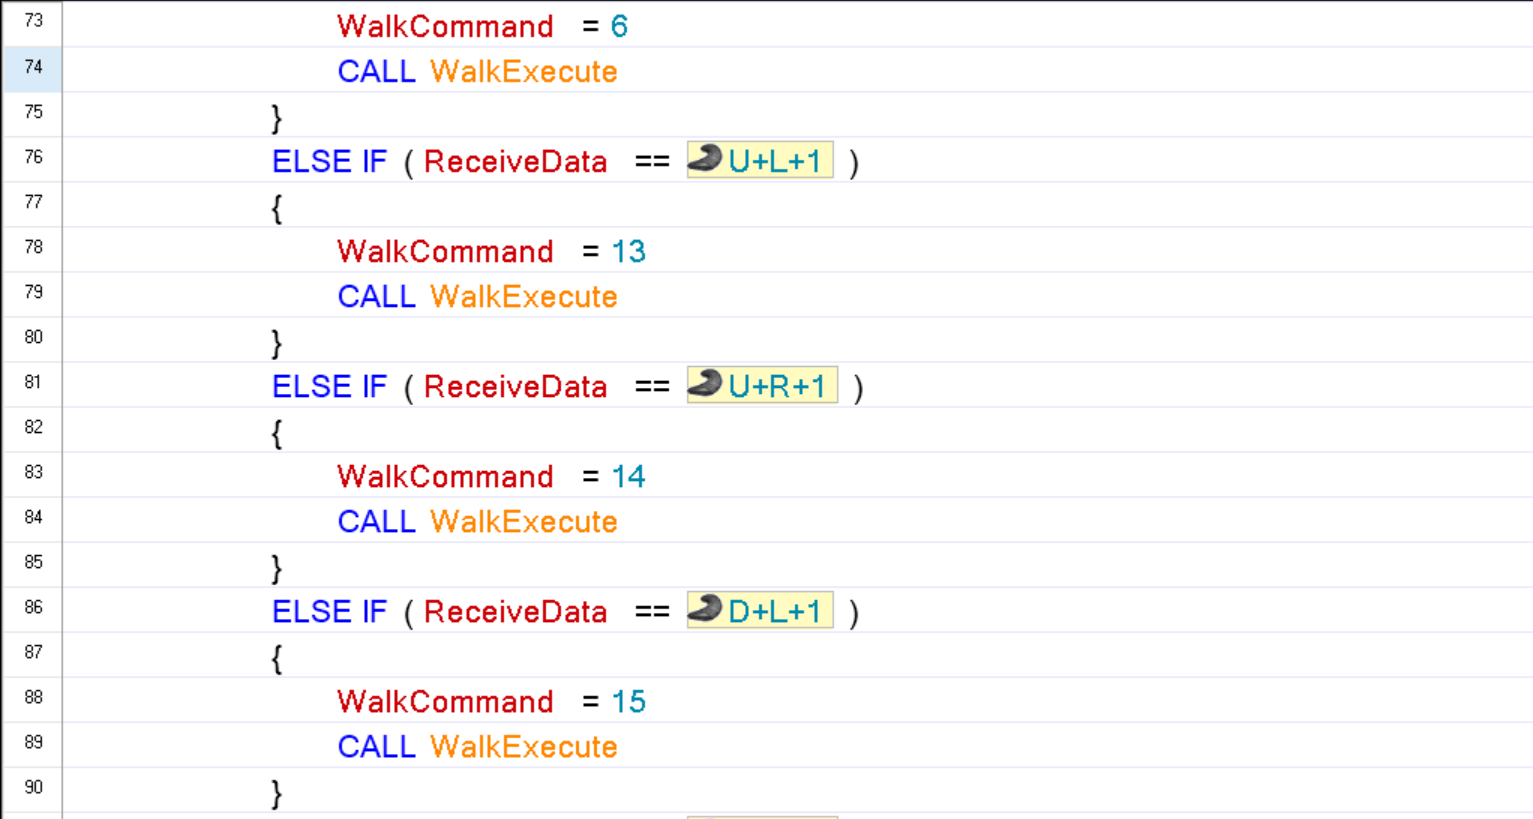 73 WalkCommand = 6
74 CALL WalkExecute
75 }
76 ELSE IF ( ReceiveData == U+L+1 )
77 {
78 WalkCommand = 13
79 CALL WalkExecute
80 }
81 ELSE IF ( ReceiveData == U+R+1 )
82 {
83 WalkCommand = 14
84 CALL WalkExecute
85 }
86 ELSE IF ( ReceiveData == D+L+1 )
87 {
88 WalkCommand = 15
89 CALL WalkExecute
90 }